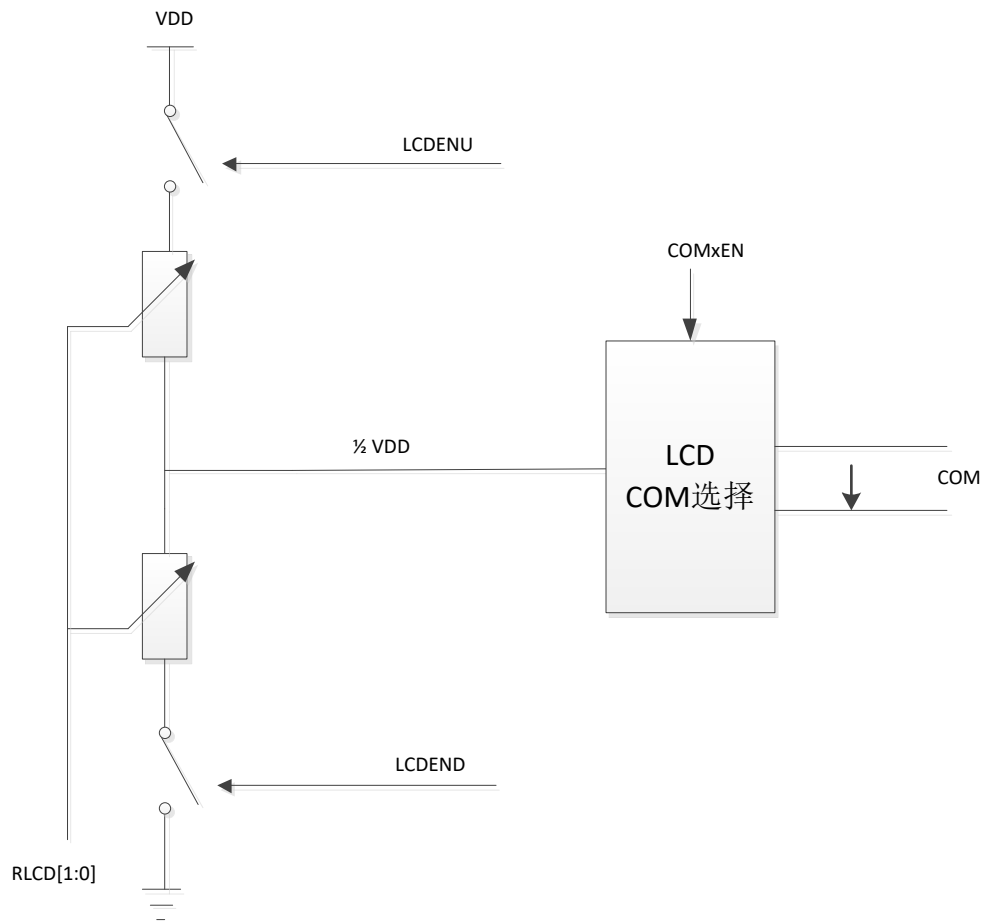 VDD
LCDENU
COMxEN
½ VDD
LCD
COM选择
COM
LCDEND
RLCD[1:0]